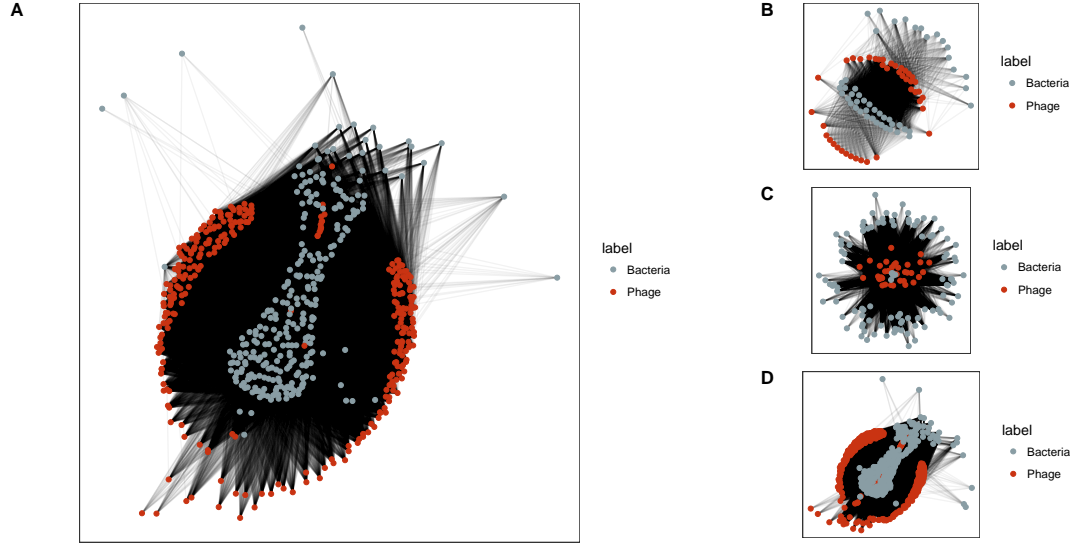 A
label
Bacteria
Phage
B
label
Bacteria
Phage
C
label
Bacteria
Phage
D
label
Bacteria
Phage